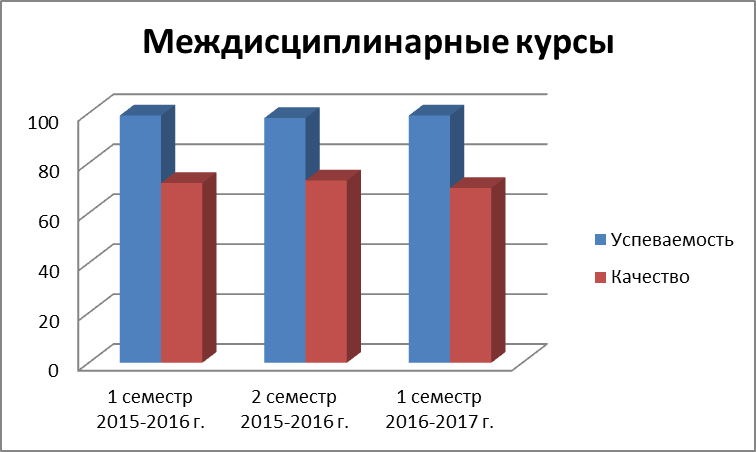 Междисциплинарные курсы
100
80
60
40
20
0
1 семестр
2015-2016 г.
2 семестр
2015-2016 г.
1 семестр
2016-2017 г.
Успеваемость
Качество